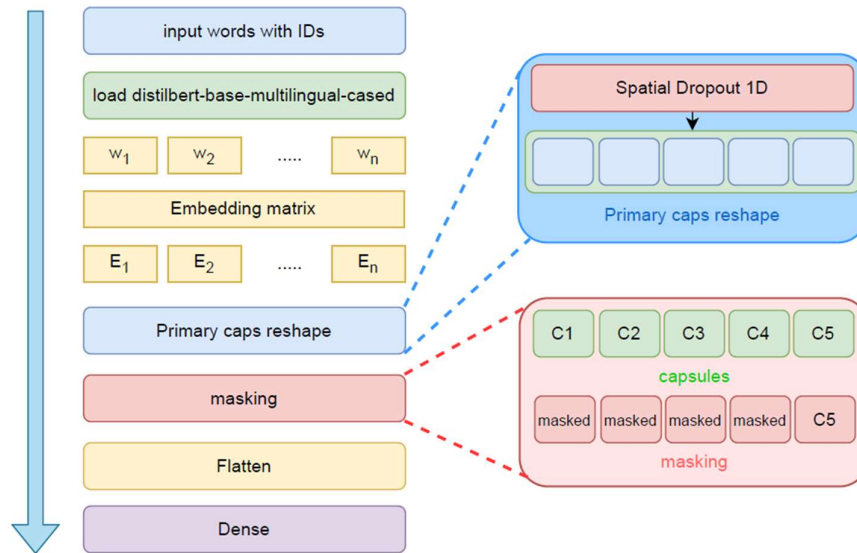 input words with IDs
load distilbert-base-multilingual-cased
w1 w2 ..... wn
Embedding matrix
E1 E2 ..... En
Primary caps reshape
masking
Flatten
Dense
Spatial Dropout 1D
Primary caps reshape
C1 C2 C3 C4 C5
capsules
masked masked masked masked C5
masking